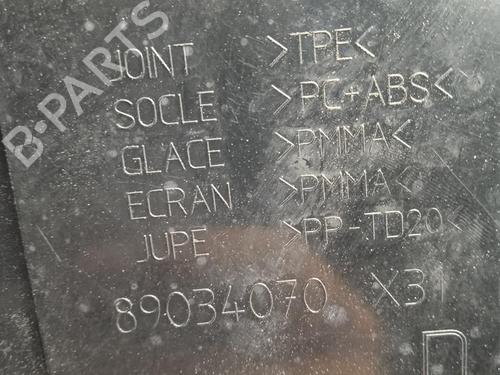 JOINT >TPE<
SOCLE >PC+ABS<
GLACE >PMMA<
ECRAN >PMMA<
JUPE >PP-TD20<
89034070 X31
B-PARTS